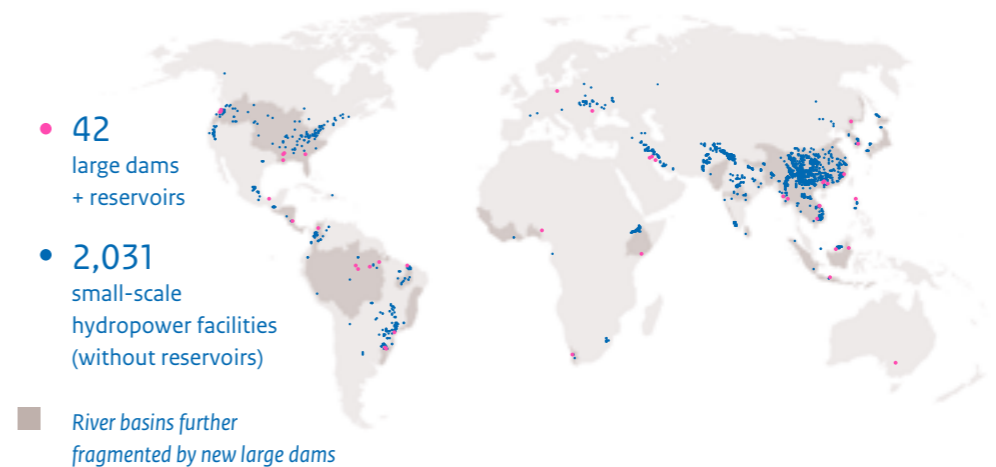 42
large dams
+ reservoirs
2,031
small-scale
hydropower facilities
(without reservoirs)
River basins further
fragmented by new large dams